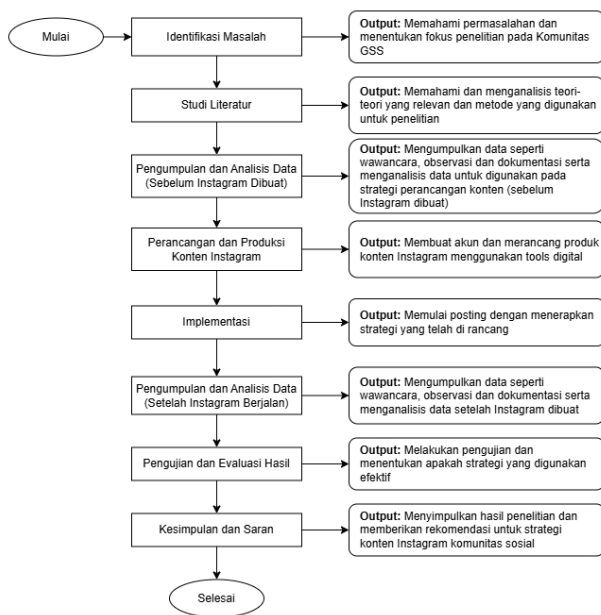 Mulai
Identifikasi Masalah
Output: Memahami permasalahan dan
menentukan fokus penelitian pada Komunitas
GSS
Studi Literatur
Output: Memahami dan menganalisis teori-
teori yang relevan dan metode yang digunakan
untuk penelitian
Pengumpulan dan Analisis Data
(Sebelum Instagram Dibuat)
Output: Mengumpulkan data seperti
wawancara, observasi dan dokumentasi serta
menganalisis data untuk digunakan pada
strategi perancangan konten (sebelum
Instagram dibuat)
Perancangan dan Produksi
Konten Instagram
Output: Membuat akun dan merancang produk
konten Instagram menggunakan tools digital
Implementasi
Output: Memulai posting dengan menerapkan
strategi yang telah di rancang
Pengumpulan dan Analisis Data
(Setelah Instagram Berjalan)
Output: Mengumpulkan data seperti
wawancara, observasi dan dokumentasi serta
menganalisis data setelah Instagram dibuat
Pengujian dan Evaluasi Hasil
Output: Melakukan pengujian dan
menentukan apakah strategi yang digunakan
efektif
Kesimpulan dan Saran
Output: Menyimpulkan hasil penelitian dan
memberikan rekomendasi untuk strategi
konten Instagram komunitas sosial
Selesai